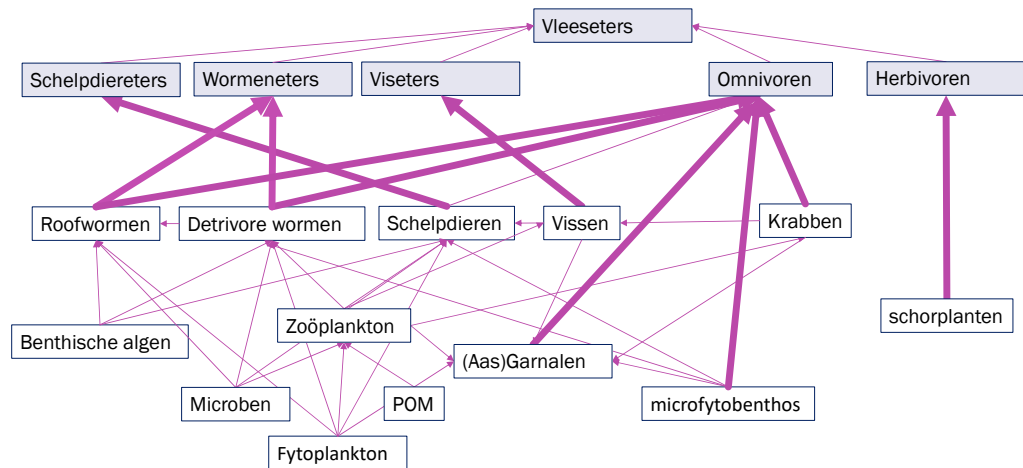 Vleeseters
Schelpdiereters
Wormeneters
Viseters
Omnivoren
Herbivoren
Roofwormen
Detrivore wormen
Schelpdieren
Vissen
Krabben
Benthische algen
Zoöplankton
(Aas)Garnalen
schorplanten
Microben
POM
microfytobenthos
Fytoplankton